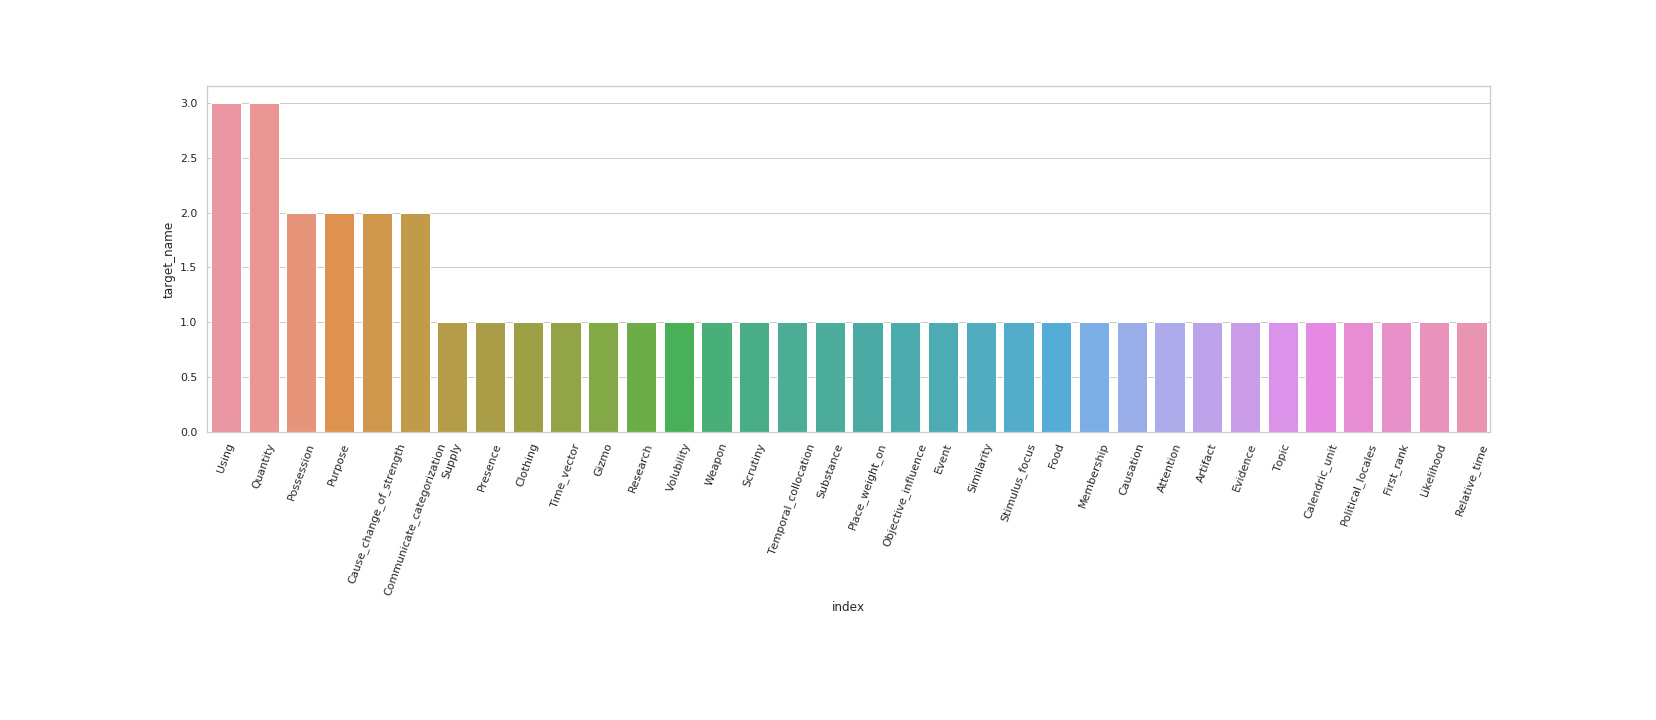 3.0
2.5
2.0
1.5
1.0
0.5
0.0
target_name
Using
Quantity
Possession
Purpose
Cause_change_of_strength
Communicate_categorization
Supply
Presence
Clothing
Time_vector
Gizmo
Research
Volubility
Weapon
Scrutiny
Temporal_collocation
Substance
Place_weight_on
Objective_influence
Event
Similarity
Stimulus_focus
Food
Membership
Causation
Attention
Artifact
Evidence
Topic
Calendric_unit
Political_locales
First_rank
Likelihood
Relative_time
index